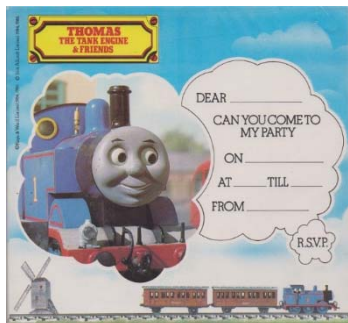 THOMAS
THE TANK ENGINE
& FRIENDS
DEAR
CAN YOU COME TO
MY PARTY
ON
AT TILL
FROM
R.S.V.P.